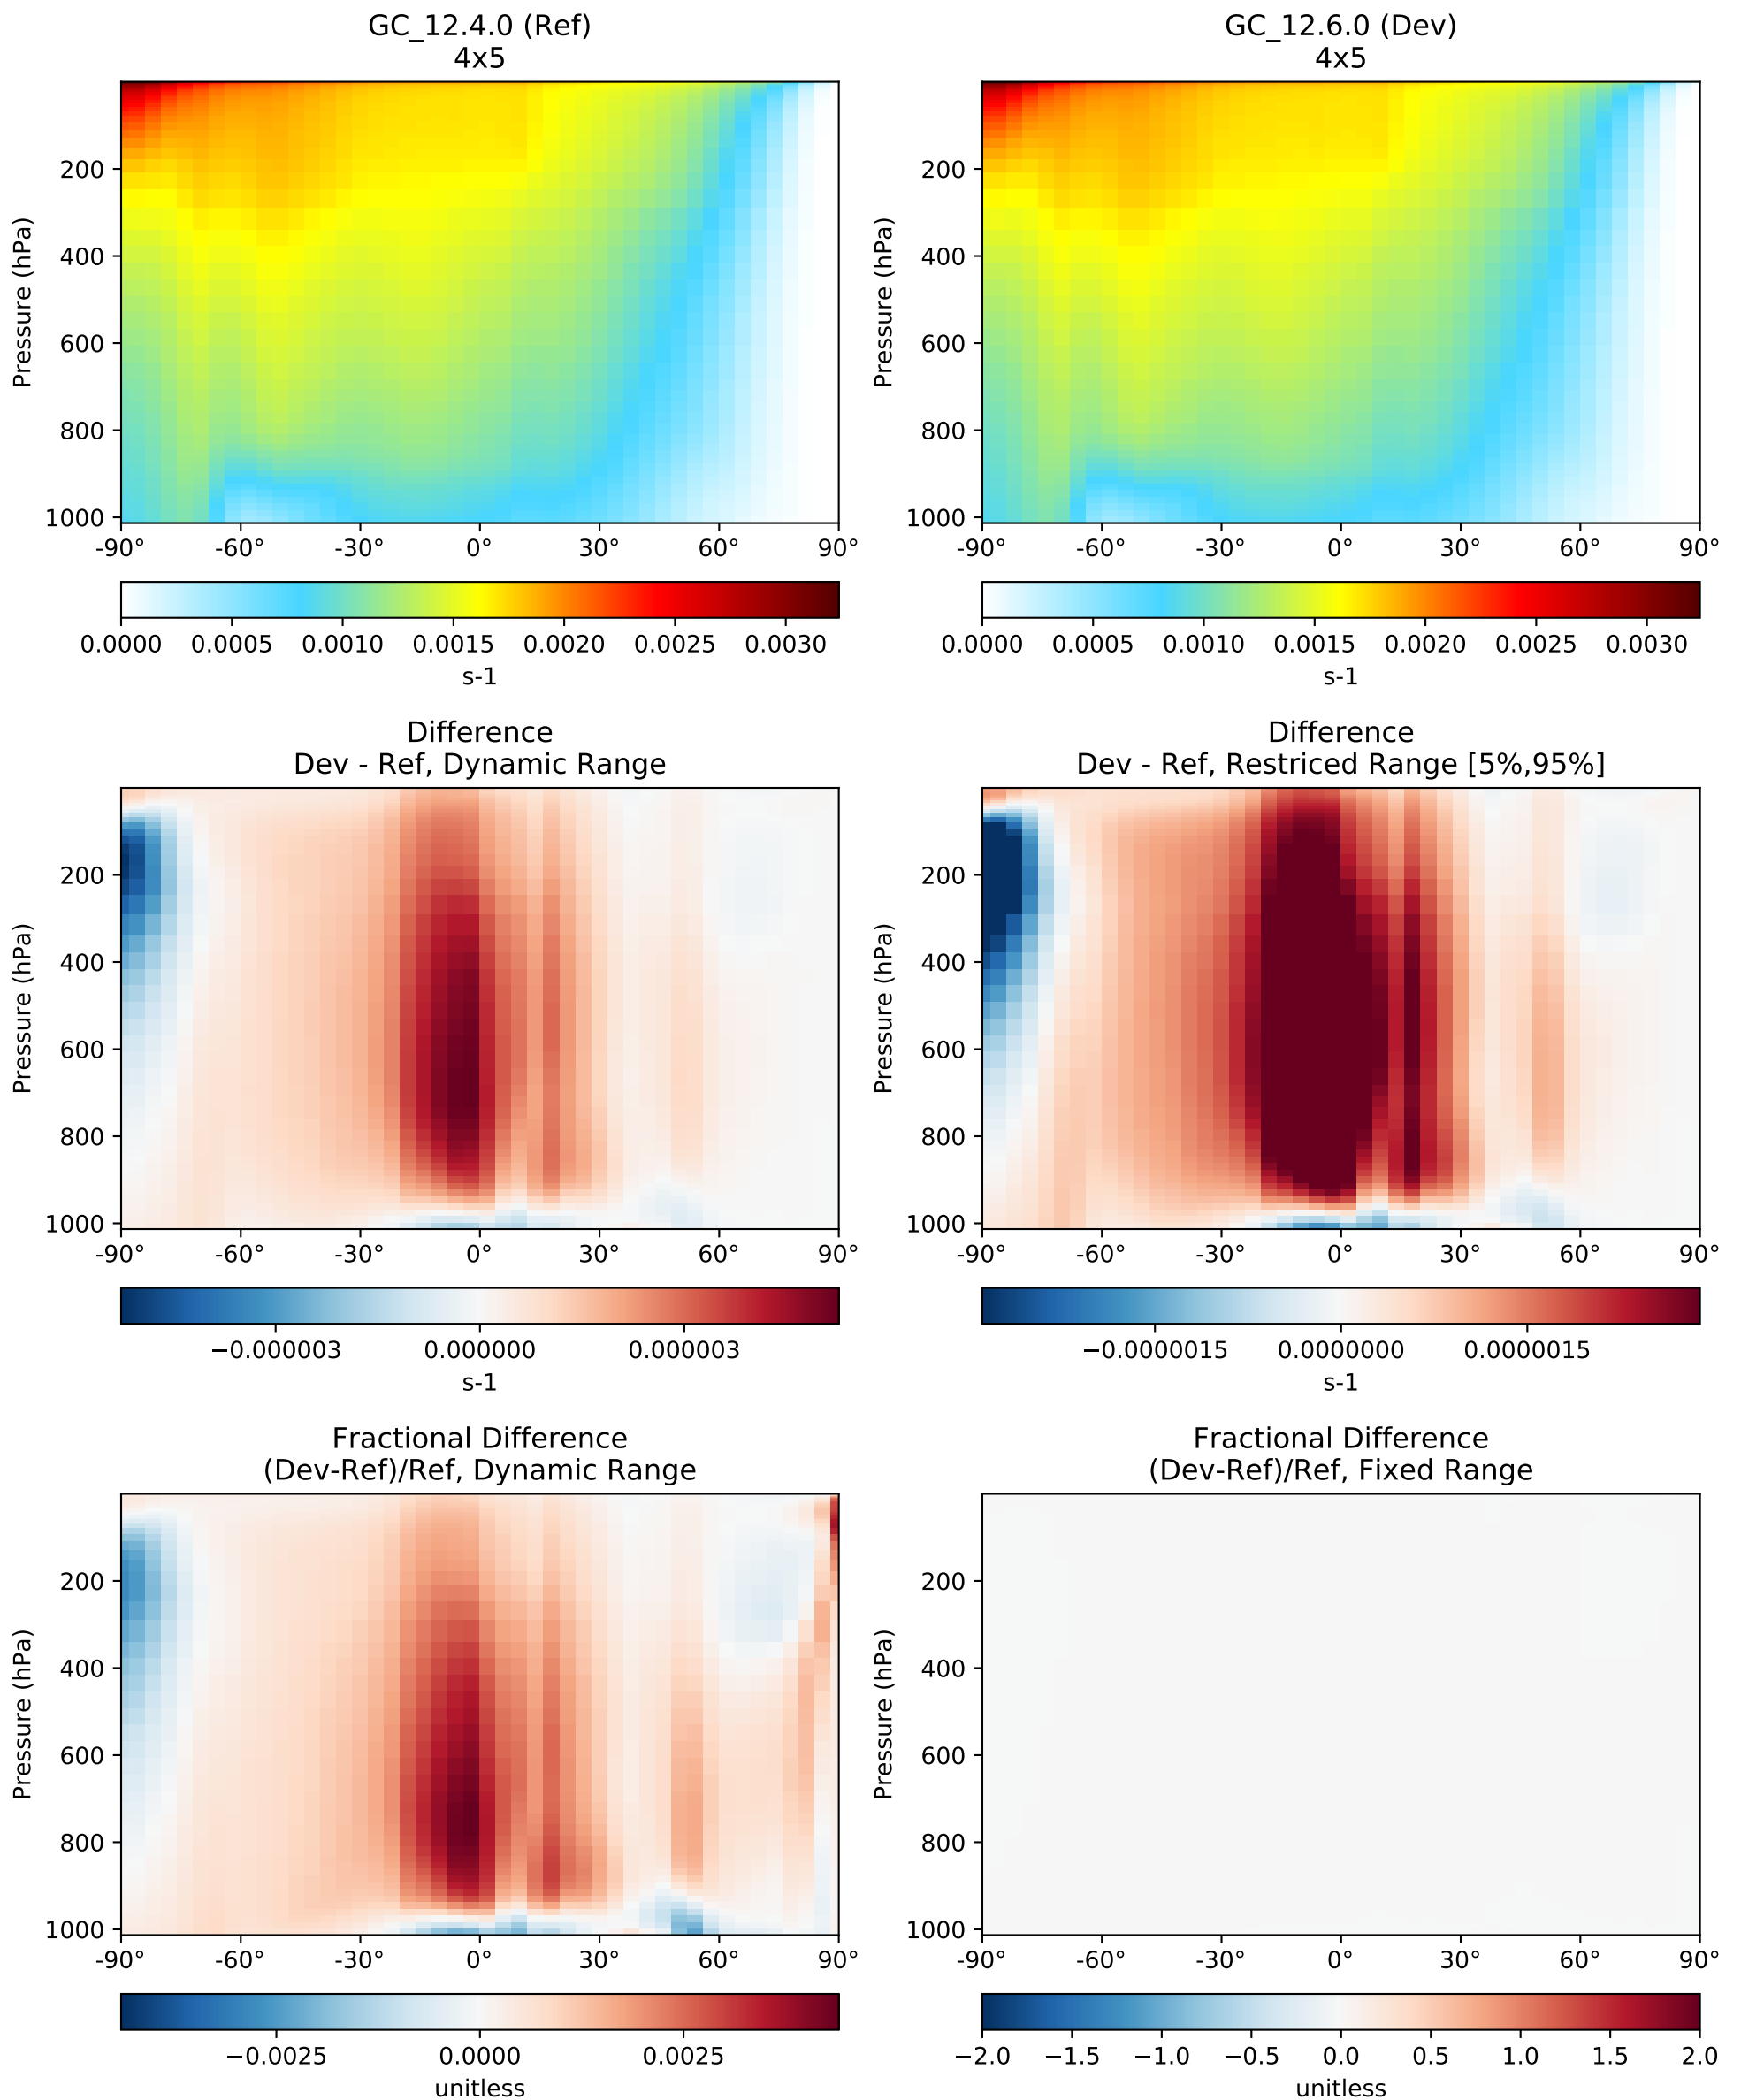 GC_12.4.0 (Ref)
4x5
Pressure (hPa)
200
400
600
800
1000
-90° -60° -30° 0° 30° 60° 90°
0.0000 0.0005 0.0010 0.0015 0.0020 0.0025 0.0030
s-1
GC_12.6.0 (Dev)
4x5
Pressure (hPa)
200
400
600
800
1000
-90° -60° -30° 0° 30° 60° 90°
0.0000 0.0005 0.0010 0.0015 0.0020 0.0025 0.0030
s-1
Difference
Dev - Ref, Dynamic Range
Pressure (hPa)
200
400
600
800
1000
-90° -60° -30° 0° 30° 60° 90°
−0.000003 0.000000 0.000003
s-1
Difference
Dev - Ref, Restriced Range [5%,95%]
Pressure (hPa)
200
400
600
800
1000
-90° -60° -30° 0° 30° 60° 90°
−0.0000015 0.0000000 0.0000015
s-1
Fractional Difference
(Dev-Ref)/Ref, Dynamic Range
Pressure (hPa)
200
400
600
800
1000
-90° -60° -30° 0° 30° 60° 90°
−0.0025 0.0000 0.0025
unitless
Fractional Difference
(Dev-Ref)/Ref, Fixed Range
Pressure (hPa)
200
400
600
800
1000
-90° -60° -30° 0° 30° 60° 90°
−2.0 −1.5 −1.0 −0.5 0.0 0.5 1.0 1.5 2.0
unitless